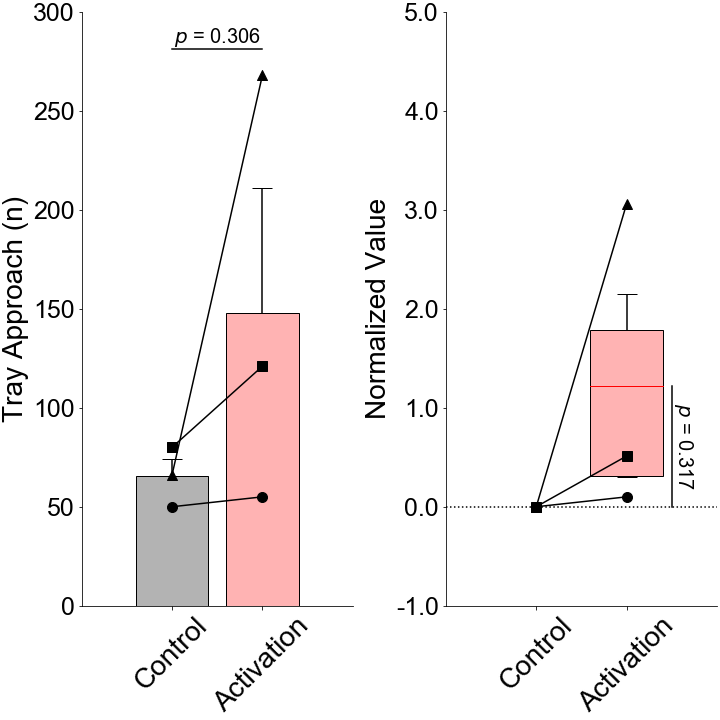 Tray Approach (n)
300
250
200
150
100
50
0
p = 0.306
Control
Activation
Normalized Value
5.0
4.0
3.0
2.0
1.0
0.0
-1.0
p = 0.317
Control
Activation